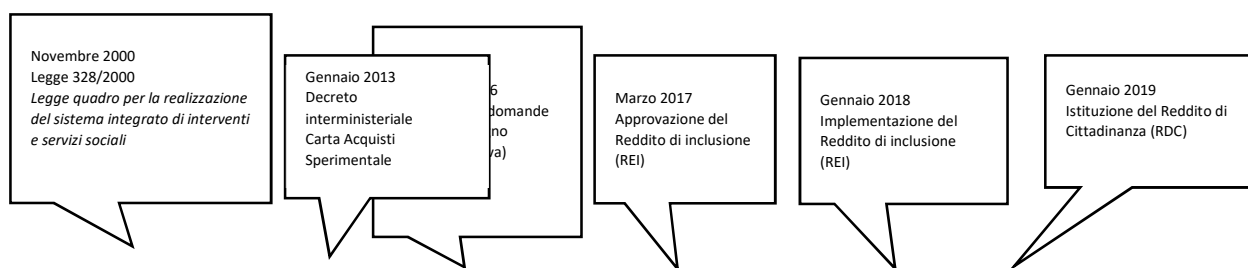 Novembre 2000
Legge 328/2000
Legge quadro per la realizzazione
del sistema integrato di interventi
e servizi sociali
Gennaio 2013
Decreto
interministeriale
Carta Acquisti
Sperimentale
6
domande
no
va)
Marzo 2017
Approvazione del
Reddito di inclusione
(REI)
Gennaio 2018
Implementazione del
Reddito di inclusione
(REI)
Gennaio 2019
Istituzione del Reddito di
Cittadinanza (RDC)